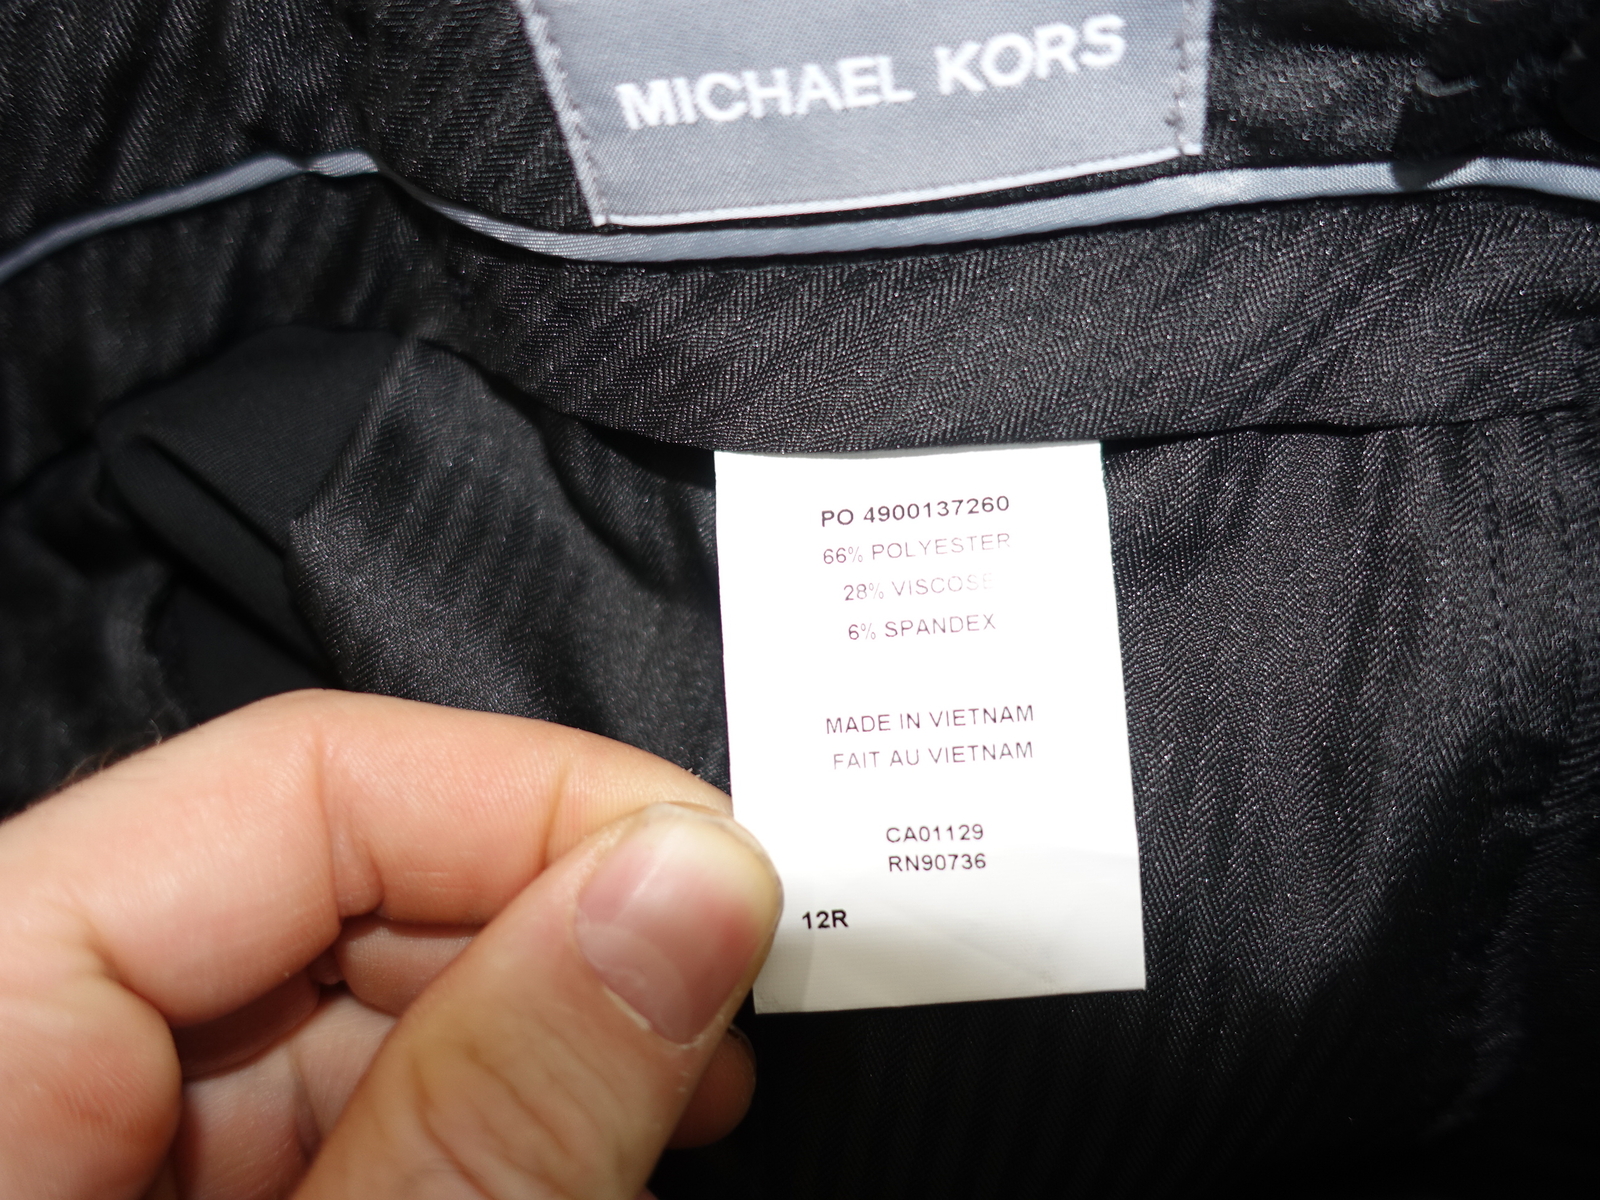 MICHAEL KORS
PO 4900137260
66% POLYESTER
28% VISCOSE
6% SPANDEX
MADE IN VIETNAM
FAIT AU VIETNAM
CA01129
RN90736
12R